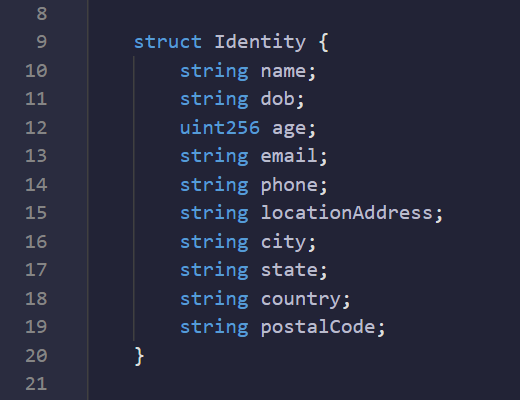 8
9 struct Identity {
10 string name;
11 string dob;
12 uint256 age;
13 string email;
14 string phone;
15 string locationAddress;
16 string city;
17 string state;
18 string country;
19 string postalCode;
20 }
21